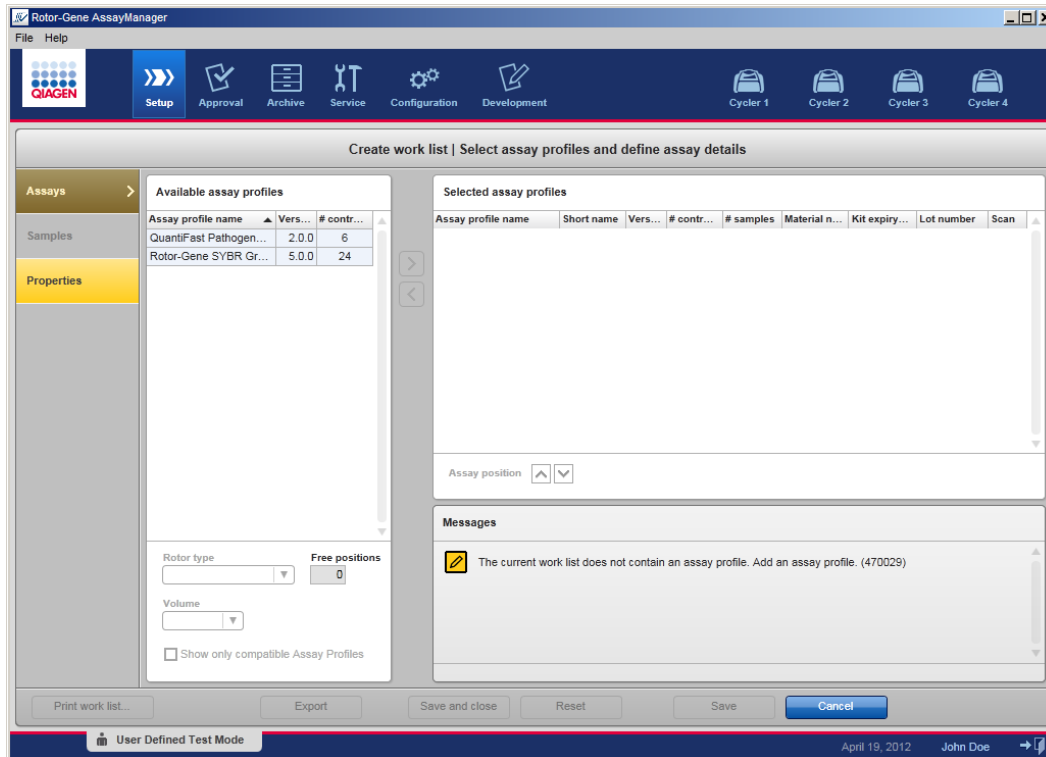 Rotor-Gene AssayManager
File Help
QIAGEN
Setup Approval Archive Service Configuration Development Cycler 1 Cycler 2 Cycler 3 Cycler 4
Create work list | Select assay profiles and define assay details
Assays
Samples
Properties
Available assay profiles
Assay profile name Vers... # contr...
QuantiFast Pathogen... 2.0.0 6
Rotor-Gene SYBR Gr... 5.0.0 24
Rotor type Free positions
0
Volume
Show only compatible Assay Profiles
Selected assay profiles
Assay profile name Short name Vers... # contr... # samples Material n... Kit expiry... Lot number Scan
Assay position
Messages
The current work list does not contain an assay profile. Add an assay profile. (470029)
Print work list... Export Save and close Reset Save Cancel
User Defined Test Mode April 19, 2012 John Doe